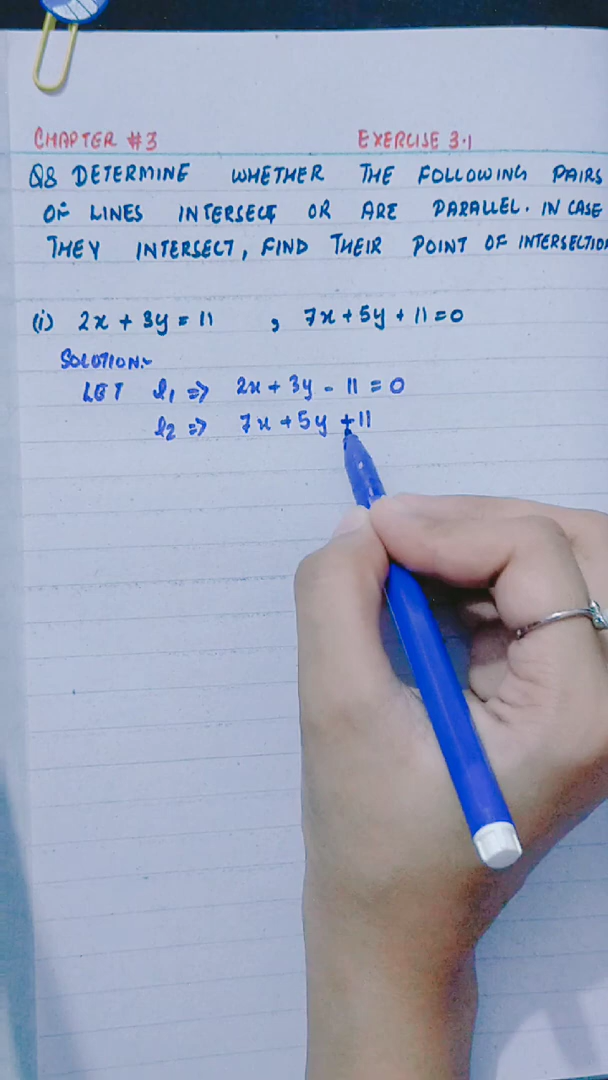 CHAPTER #3 EXERCISE 3.1
Q8 DETERMINE WHETHER THE FOLLOWING PAIRS
OF LINES INTERSECT OR ARE PARALLEL. IN CASE
THEY INTERSECT, FIND THEIR POINT OF INTERSECTIO
(i) 2x + 3y = 11 , 7x + 5y + 11 = 0
SOLUTION:-
LET l₁ => 2x + 3y - 11 = 0
l₂ => 7x + 5y + 11